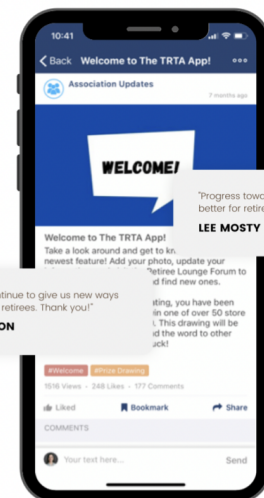 10:41
Back Welcome to The TRTA App!
Association Updates
7 months ago
WELCOME!
"Progress
better for
LEE MOSTY
Welcome to The TRTA App!
Take a look around and get to
newest feature! Add your photo, update your
Retiree Lounge Forum to
tinue to give us new ways
d find new ones.
retirees. Thank you!"
ating, you have been
ON
in one of over 50 store
. This drawing will be
d the word to other
uck!
#Welcome #Prize Drawing
1516 Views - 248 Likes - 177 Comments
Liked Bookmark Share
COMMENTS
Your text here... Send